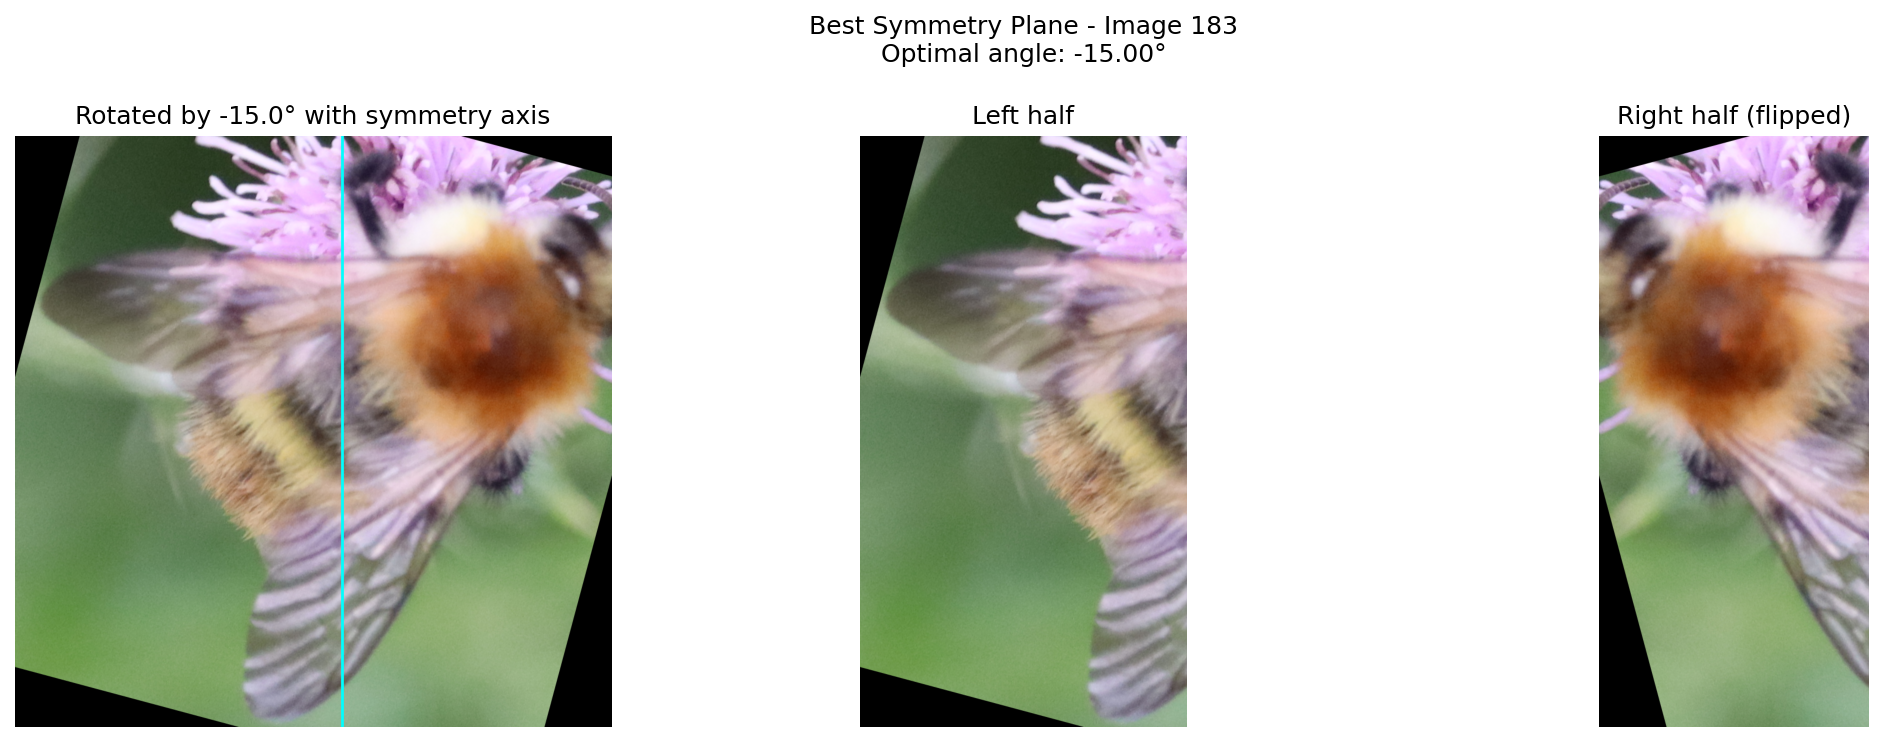 Best Symmetry Plane - Image 183
Optimal angle: -15.00°
Rotated by -15.0° with symmetry axis
Left half
Right half (flipped)